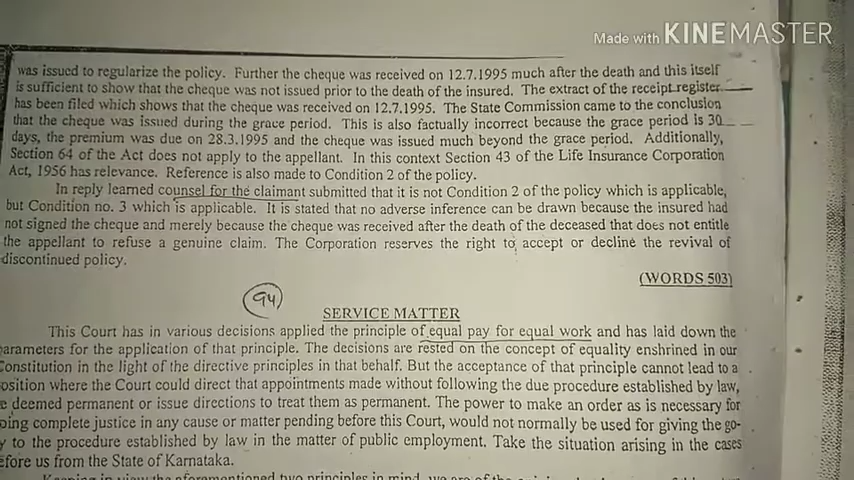 Made with KINEMASTER
was issued to regularize the policy. Further the cheque was received on 12.7.1995 much after the death and this itself
is sufficient to show that the cheque was not issued prior to the death of the insured. The extract of the receipt register
has been filed which shows that the cheque was received on 12.7.1995. The State Commission came to the conclusion
that the cheque was issued during the grace period. This is also factually incorrect because the grace period is 30
days, the premium was due on 28.3.1995 and the cheque was issued much beyond the grace period. Additionally,
Section 64 of the Act does not apply to the appellant. In this context Section 43 of the Life Insurance Corporation
Act, 1956 has relevance. Reference is also made to Condition 2 of the policy.
In reply learned counsel for the claimant submitted that it is not Condition 2 of the policy which is applicable,
but Condition no. 3 which is applicable. It is stated that no adverse inference can be drawn because the insured had
not signed the cheque and merely because the cheque was received after the death of the deceased that does not entitle
the appellant to refuse a genuine claim. The Corporation reserves the right to accept or decline the revival of
discontinued policy.
(WORDS 503)
94
SERVICE MATTER
This Court has in various decisions applied the principle of equal pay for equal work and has laid down the
arameters for the application of that principle. The decisions are rested on the concept of equality enshrined in our
Constitution in the light of the directive principles in that behalf. But the acceptance of that principle cannot lead to a
osition where the Court could direct that appointments made without following the due procedure established by law,
e deemed permanent or issue directions to treat them as permanent. The power to make an order as is necessary for
oing complete justice in any cause or matter pending before this Court, would not normally be used for giving the go-
y to the procedure established by law in the matter of public employment. Take the situation arising in the cases
efore us from the State of Karnataka.
Keeping in view the aforementioned two principles in mind, we are of the